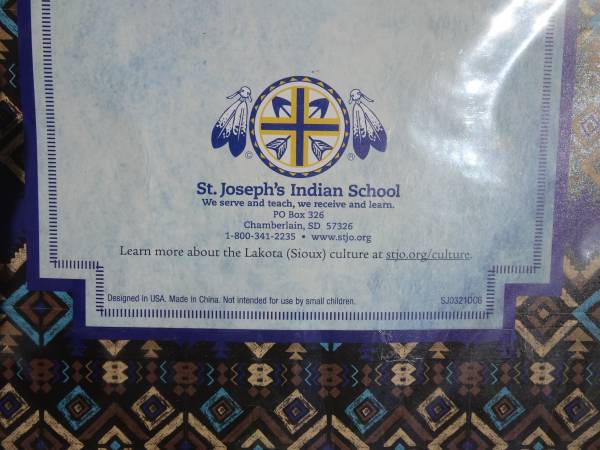 © ®
St. Joseph's Indian School
We serve and teach, we receive and learn.
PO Box 326
Chamberlain, SD 57326
1-800-341-2235 • www.stjo.org
Learn more about the Lakota (Sioux) culture at stjo.org/culture.
Designed in USA. Made in China. Not intended for use by small children. SJ0321D08